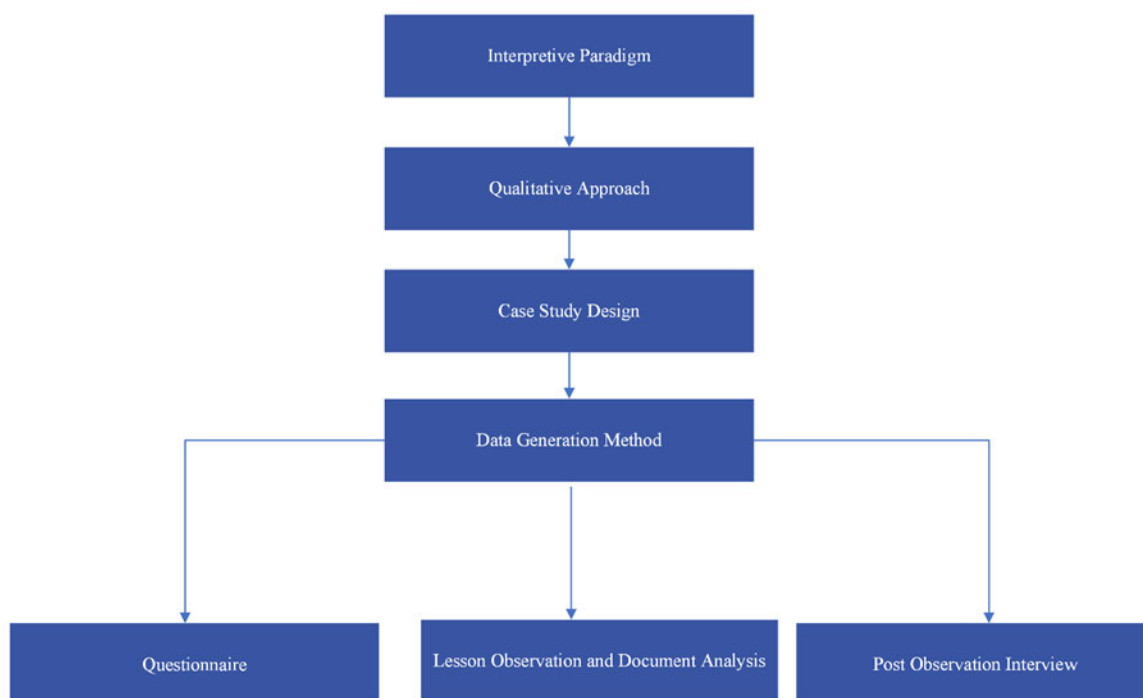 Interpretive Paradigm
Qualitative Approach
Case Study Design
Data Generation Method
Questionnaire
Lesson Observation and Document Analysis
Post Observation Interview